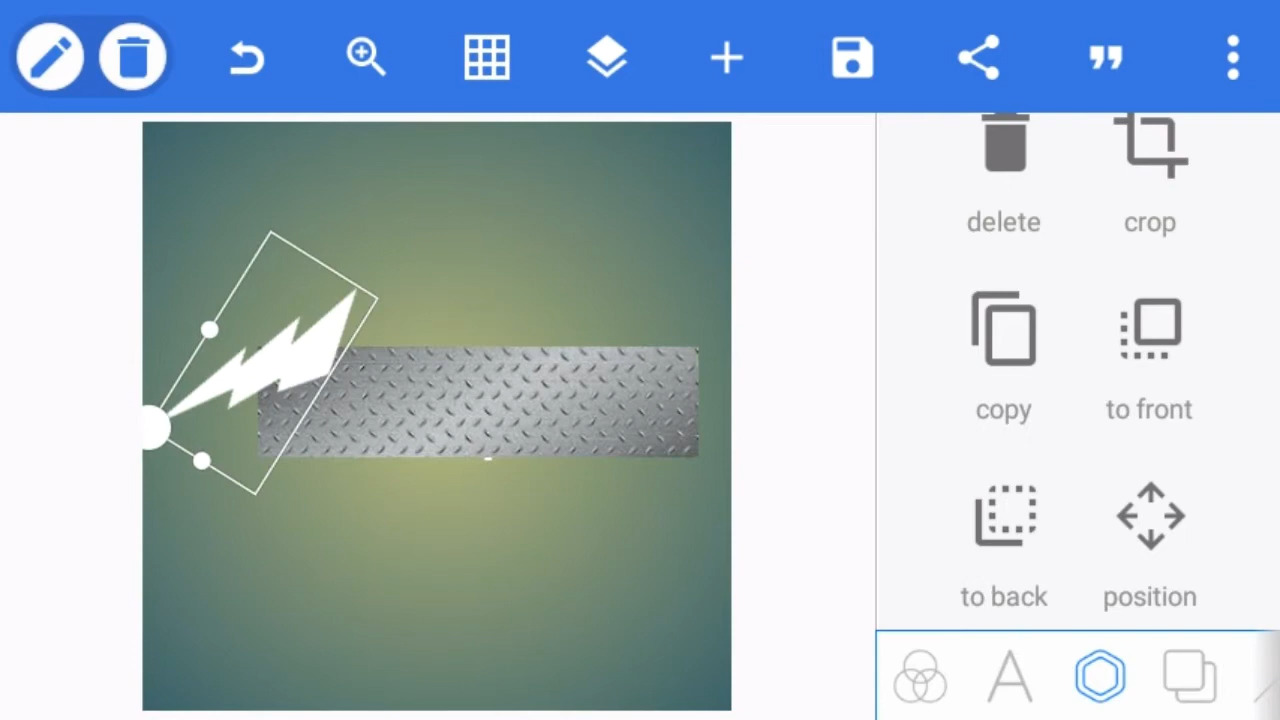 delete
crop
copy
to front
to back
position